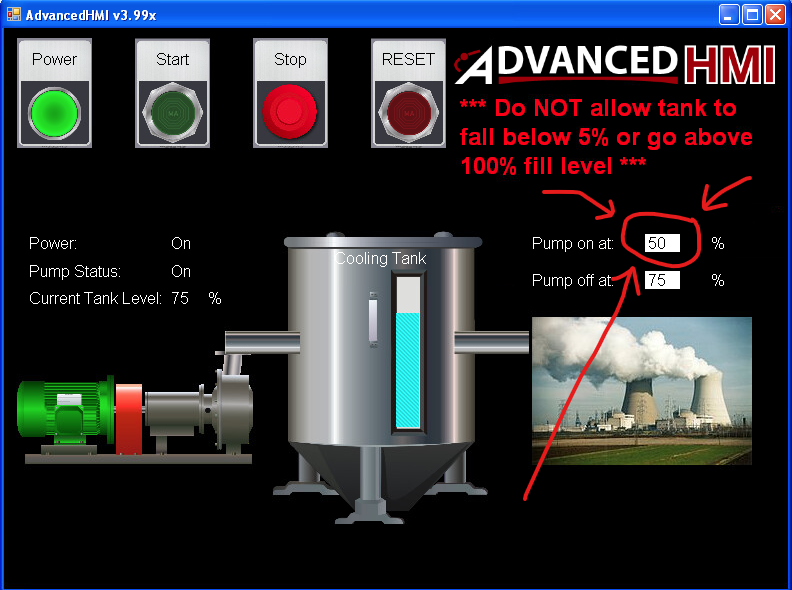 AdvancedHMI v3.99x
Power Start Stop RESET
ADVANCED HMI
*** Do NOT allow tank to
fall below 5% or go above
100% fill level ***
Power: On
Pump Status: On
Current Tank Level: 75 %
Cooling Tank
Pump on at: 50 %
Pump off at: 75 %